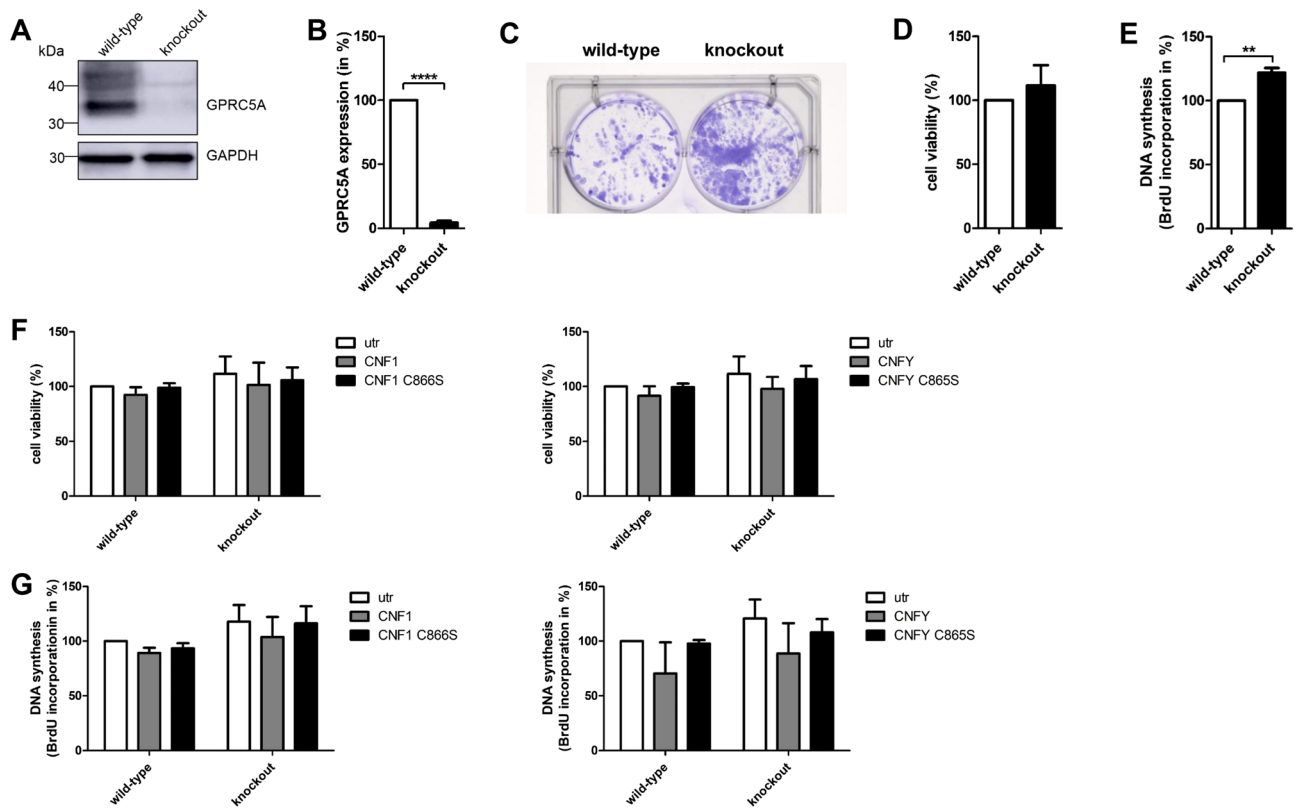 A
kDa
wild-type
knockout
40
30
30
GPRC5A
GAPDH
B
GPRC5A expression (in %)
150
100
50
0
****
wild-type
knockout
C
wild-type
knockout
D
cell viability (%)
150
100
50
0
wild-type
knockout
E
DNA synthesis
(BrdU incorporation in %)
150
100
50
0
**
wild-type
knockout
F
cell viability (%)
150
100
50
0
wild-type
knockout
utr
CNF1
CNF1 C866S
cell viability (%)
150
100
50
0
wild-type
knockout
utr
CNFY
CNFY C865S
G
DNA synthesis
(BrdU incorporationin in %)
150
100
50
0
wild-type
knockout
utr
CNF1
CNF1 C866S
DNA synthesis
(BrdU incorporation in %)
150
100
50
0
wild-type
knockout
utr
CNFY
CNFY C865S